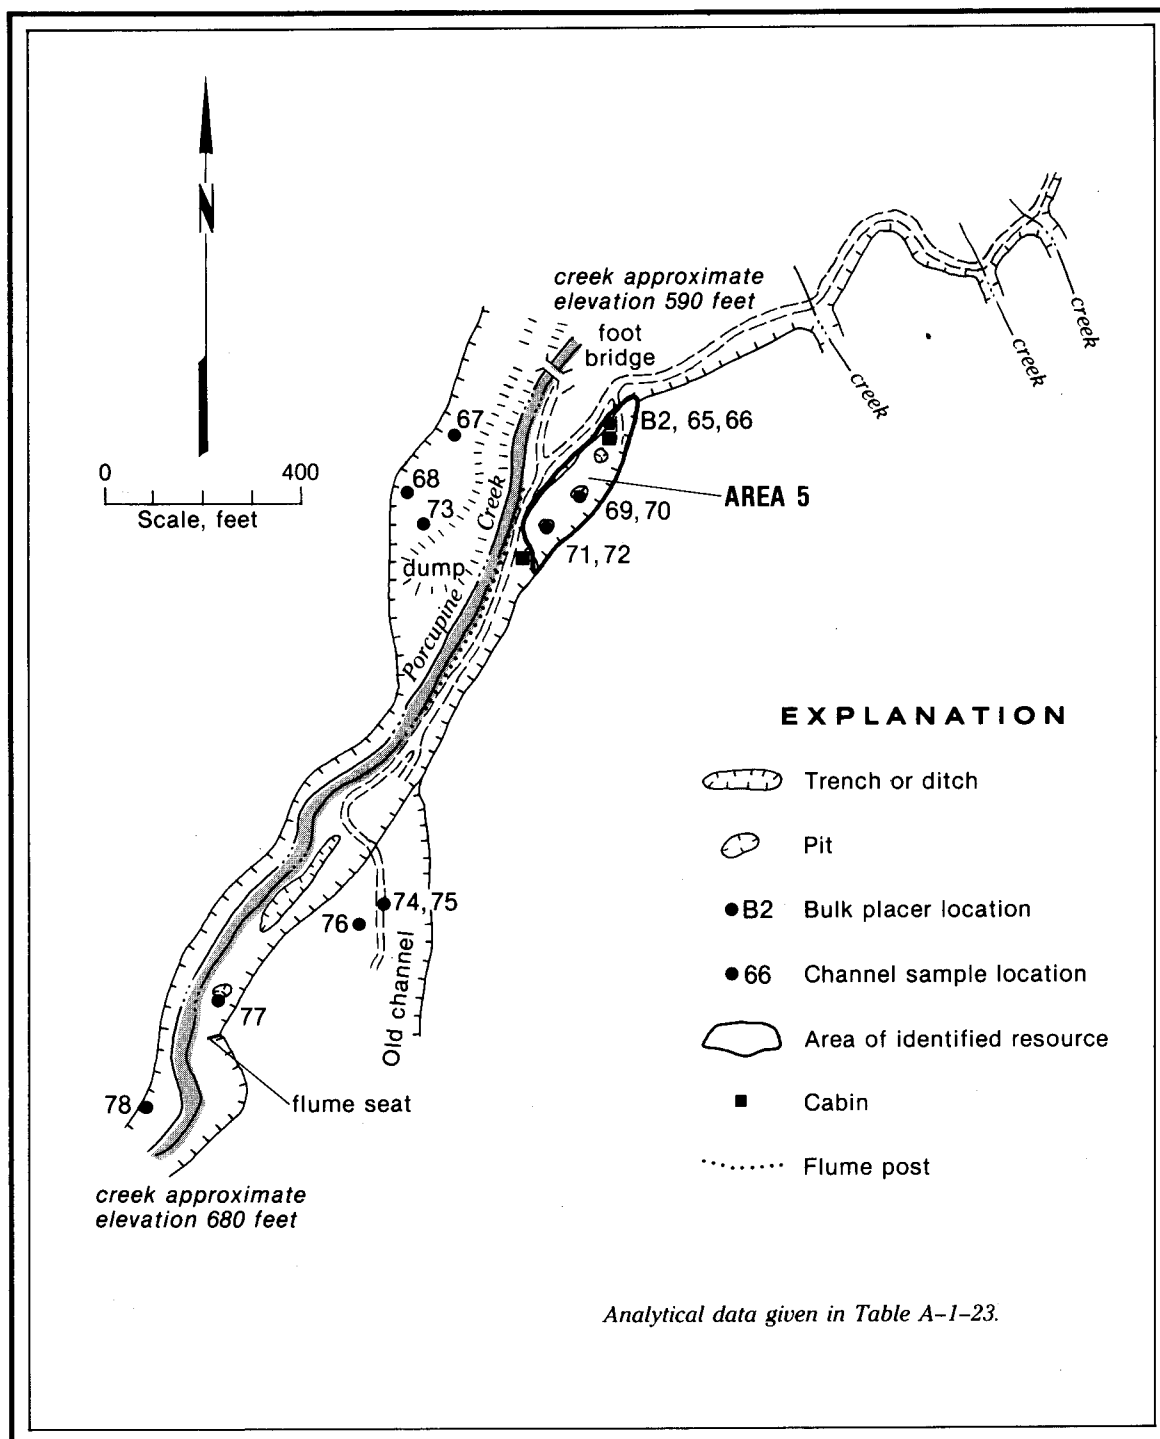 N
creek approximate
elevation 590 feet
foot
bridge
creek
creek
creek
67
B2, 65, 66
0 400
Scale, feet
68
73
Creek
AREA 5
69, 70
71, 72
dump
Porcupine
EXPLANATION
Trench or ditch
Pit
B2 Bulk placer location
66 Channel sample location
Area of identified resource
Cabin
Flume post
74, 75
76
Old channel
77
flume seat
78
creek approximate
elevation 680 feet
Analytical data given in Table A-1-23.